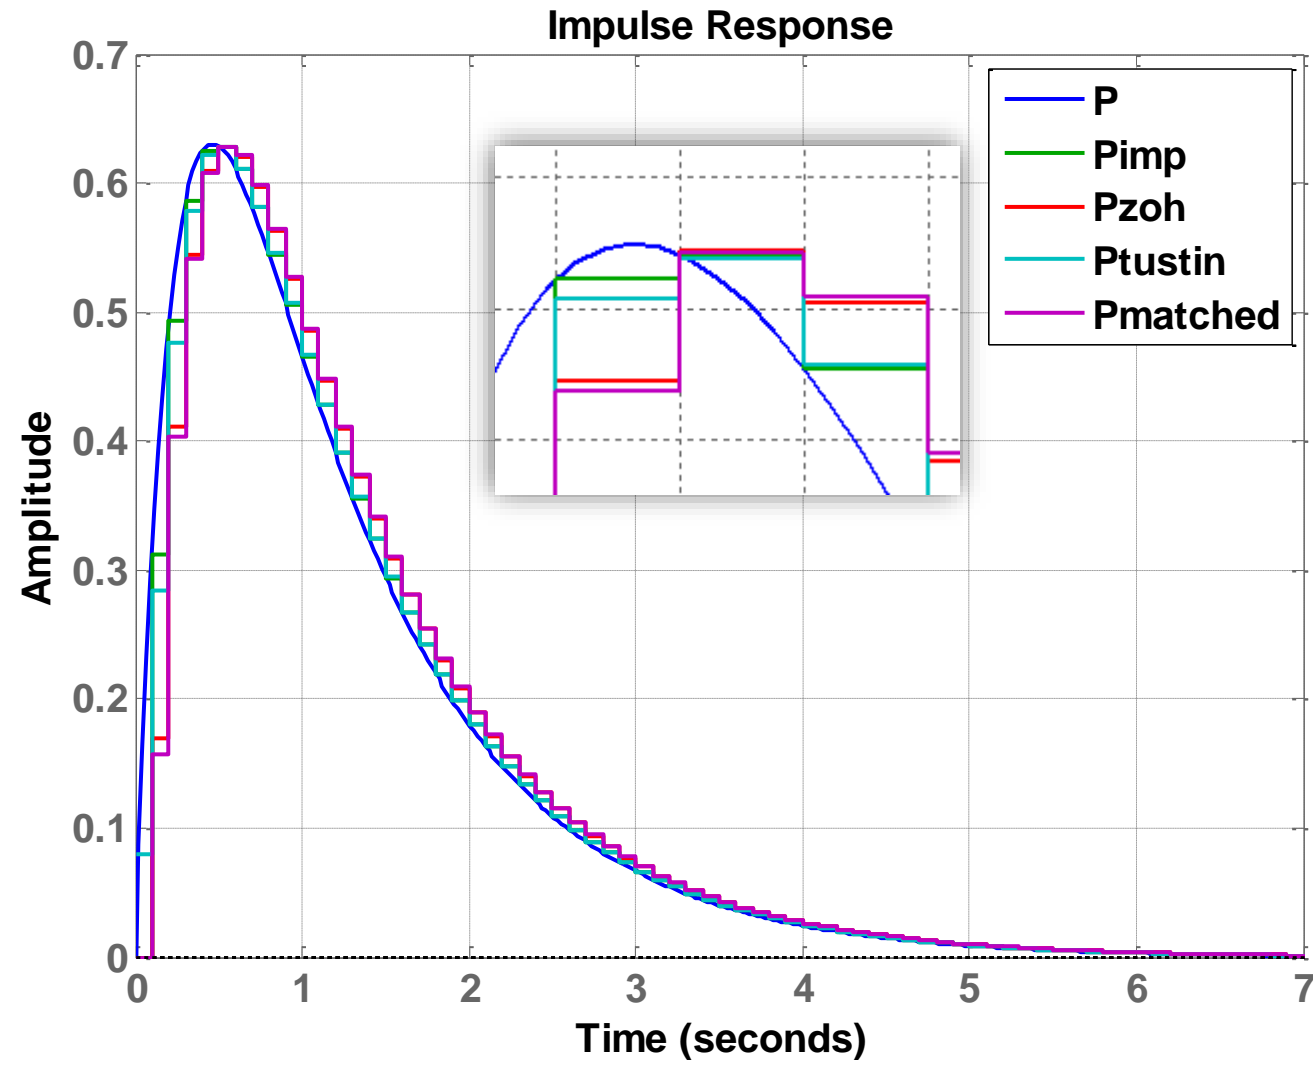 Impulse Response
0.7
0.6
0.5
0.4
0.3
0.2
0.1
0
Amplitude
P
Pimp
Pzoh
Ptustin
Pmatched
0 1 2 3 4 5 6 7
Time (seconds)